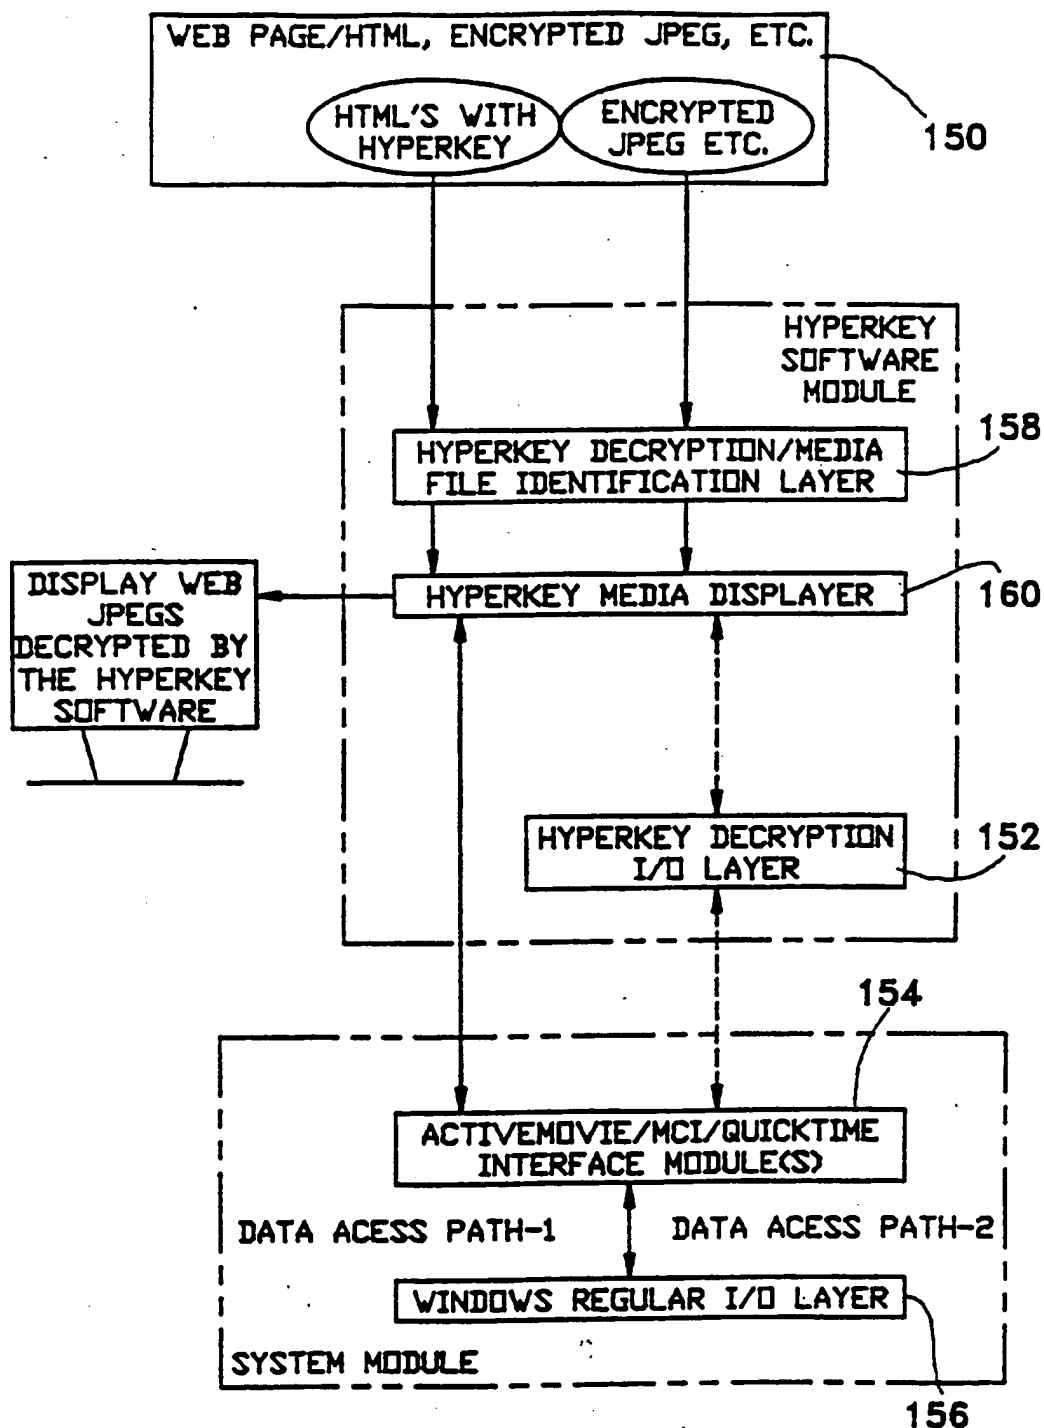 WEB PAGE/HTML, ENCRYPTED JPEG, ETC.
HTML'S WITH
HYPERKEY
ENCRYPTED
JPEG ETC.
150
HYPERKEY
SOFTWARE
MODULE
158
HYPERKEY DECRYPTION/MEDIA
FILE IDENTIFICATION LAYER
DISPLAY WEB
JPEGS
DECRYPTED BY
THE HYPERKEY
SOFTWARE
HYPERKEY MEDIA DISPLAYER
160
HYPERKEY DECRYPTION
I/O LAYER
152
154
ACTIVEMOVIE/MCI/QUICKTIME
INTERFACE MODULE(S)
DATA ACESS PATH-1
DATA ACESS PATH-2
WINDOWS REGULAR I/O LAYER
SYSTEM MODULE
156